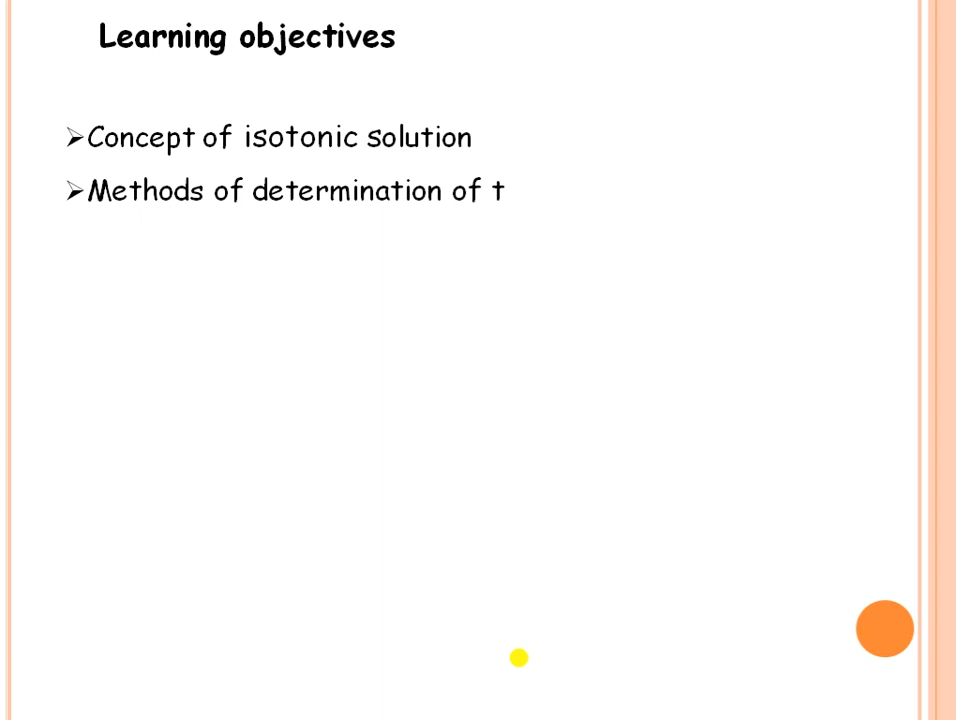 Learning objectives
➢Concept of isotonic solution
➢Methods of determination of t